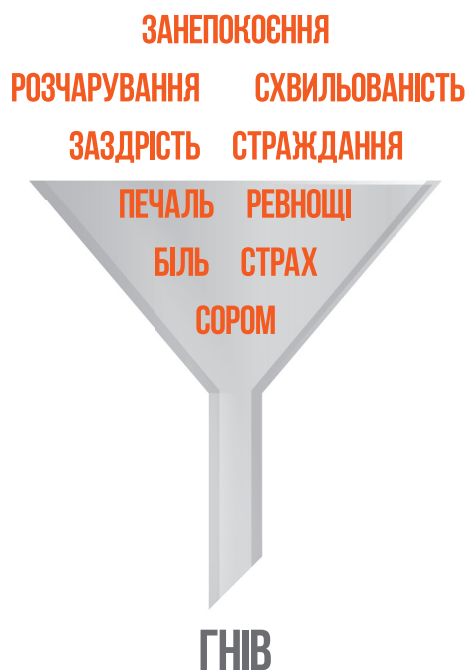 ЗАНЕПОКОЄННЯ
РОЗЧАРУВАННЯ СХВИЛЬОВАНІСТЬ
ЗАЗДРІСТЬ СТРАЖДАННЯ
ПЕЧАЛЬ РЕВНОЩІ
БІЛЬ СТРАХ
СОРОМ
ГНІВ